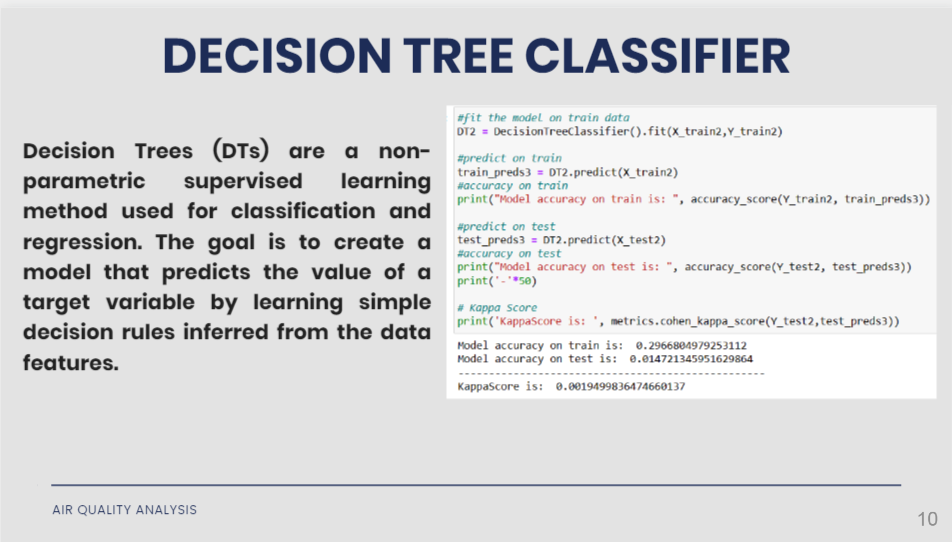 DECISION TREE CLASSIFIER
Decision Trees (DTs) are a non-
parametric supervised learning
method used for classification and
regression. The goal is to create a
model that predicts the value of a
target variable by learning simple
decision rules inferred from the data
features.
#fit the model on train data
DT2 = DecisionTreeClassifier().fit(X_train2,Y_train2)
#predict on train
train_preds3 = DT2.predict(X_train2)
#accuracy on train
print("Model accuracy on train is: ", accuracy_score(Y_train2, train_preds3))
#predict on test
test_preds3 = DT2.predict(X_test2)
#accuracy on test
print("Model accuracy on test is: ", accuracy_score(Y_test2, test_preds3))
print('-'*50)
# Kappa Score
print('KappaScore is: ', metrics.cohen_kappa_score(Y_test2,test_preds3))
Model accuracy on train is:  0.2966804979253112
Model accuracy on test is:  0.014721345951629864
--------------------------------------------------
KappaScore is:  0.0019499836474660137
AIR QUALITY ANALYSIS
10